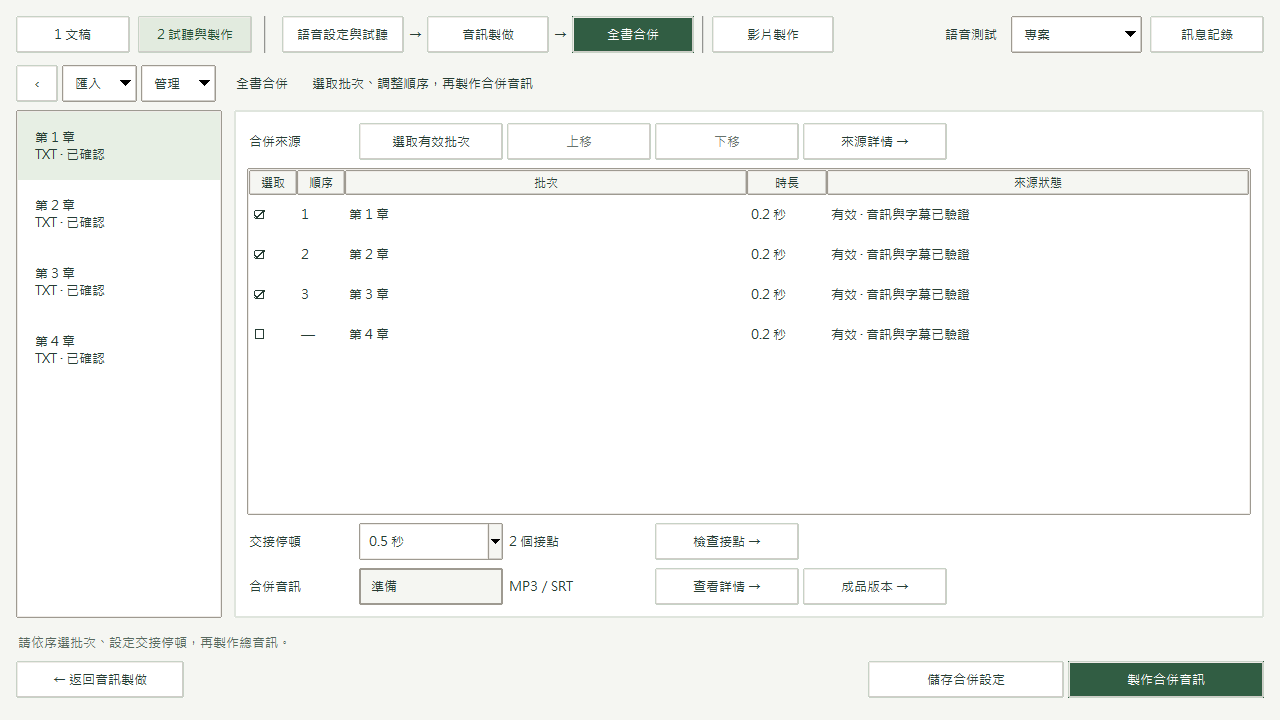 1 文稿
2 試聽與製作
語音設定與試聽 → 音訊製做 → 全書合併
影片製作
語音測試
專案
訊息記錄
‹
匯入
管理
全書合併
選取批次、調整順序，再製作合併音訊
第 1 章
TXT · 已確認
第 2 章
TXT · 已確認
第 3 章
TXT · 已確認
第 4 章
TXT · 已確認
合併來源
選取有效批次
上移
下移
來源詳情 →
選取 順序 批次 時長 來源狀態
1 第 1 章 0.2 秒 有效 · 音訊與字幕已驗證
2 第 2 章 0.2 秒 有效 · 音訊與字幕已驗證
3 第 3 章 0.2 秒 有效 · 音訊與字幕已驗證
— 第 4 章 0.2 秒 有效 · 音訊與字幕已驗證
交接停頓
0.5 秒
2 個接點
檢查接點 →
合併音訊
準備
MP3 / SRT
查看詳情 →
成品版本 →
請依序選批次、設定交接停頓，再製作總音訊。
← 返回音訊製做
儲存合併設定
製作合併音訊